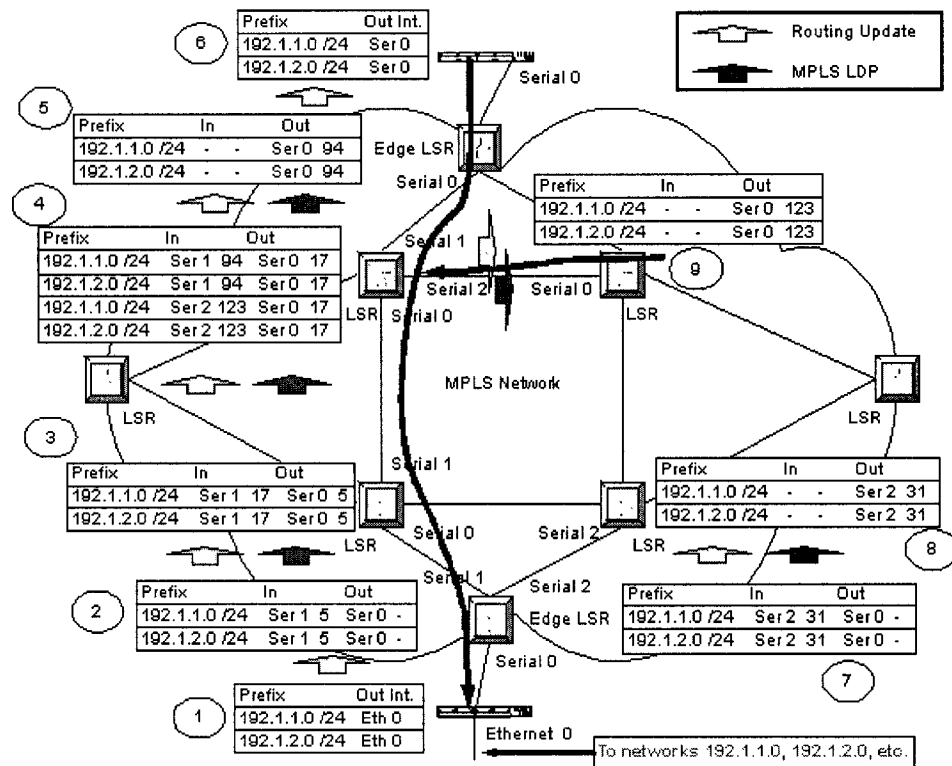 Prefix Out Int.
192.1.1.0 /24 Ser 0
192.1.2.0 /24 Ser 0
6
Routing Update
MPLS LDP
Serial 0
5
Prefix In Out
192.1.1.0 /24 - - Ser 0 94
192.1.2.0 /24 - - Ser 0 94
Edge LSR
Serial 0
Prefix In Out
192.1.1.0 /24 - - Ser 0 123
192.1.2.0 /24 - - Ser 0 123
4
Prefix In Out
192.1.1.0 /24 Ser 1 94 Ser 0 17
192.1.2.0 /24 Ser 1 94 Ser 0 17
192.1.1.0 /24 Ser 2 123 Ser 0 17
192.1.2.0 /24 Ser 2 123 Ser 0 17
Serial 1
Serial 2
Serial 0
9
LSR
Serial 0
LSR
MPLS Network
LSR
LSR
3
Prefix In Out
192.1.1.0 /24 Ser 1 17 Ser 0 5
192.1.2.0 /24 Ser 1 17 Ser 0 5
Serial 1
Prefix In Out
192.1.1.0 /24 - - Ser 2 31
192.1.2.0 /24 - - Ser 2 31
LSR
Serial 0
Serial 2
LSR
8
2
Prefix In Out
192.1.1.0 /24 Ser 1 5 Ser 0 -
192.1.2.0 /24 Ser 1 5 Ser 0 -
Serial 1
Serial 2
Edge LSR
Prefix In Out
192.1.1.0 /24 Ser 2 31 Ser 0 -
192.1.2.0 /24 Ser 2 31 Ser 0 -
Serial 0
7
1
Prefix Out Int.
192.1.1.0 /24 Eth 0
192.1.2.0 /24 Eth 0
Ethernet 0
To networks 192.1.1.0, 192.1.2.0, etc.